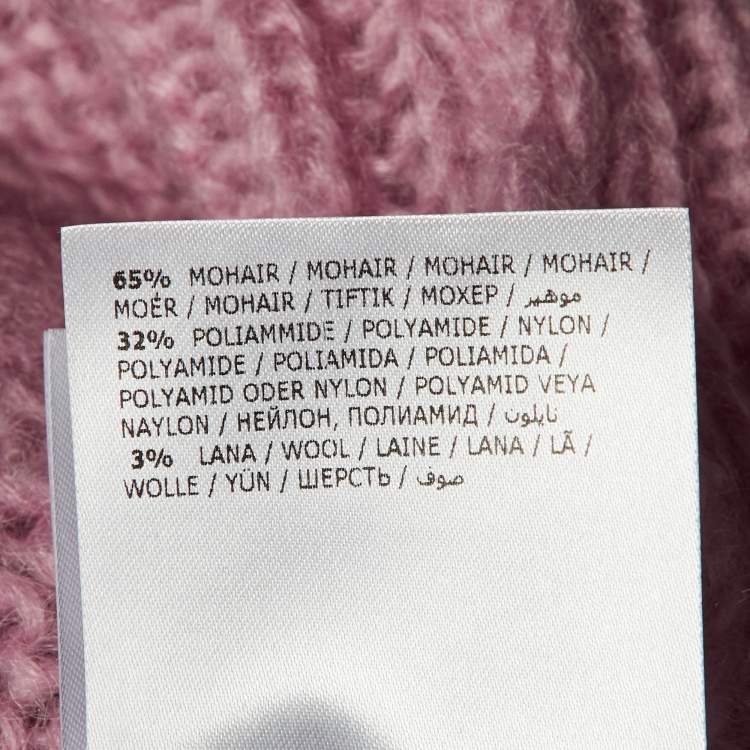 65% MOHAIR / MOHAIR / MOHAIR / MOHAIR /
MOÉR / MOHAIR / TIFTIK / МОХЕР / موهير
32% POLIAMMIDE / POLYAMIDE / NYLON /
POLYAMIDE / POLIAMIDA / POLIAMIDA /
POLYAMID ODER NYLON / POLYAMID VEYA
NAYLON / НЕЙЛОН, ПОЛИАМИД / نايلون
3% LANA / WOOL / LAINE / LANA / LÃ /
WOLLE / YÜN / ШЕРСТЬ / صوف